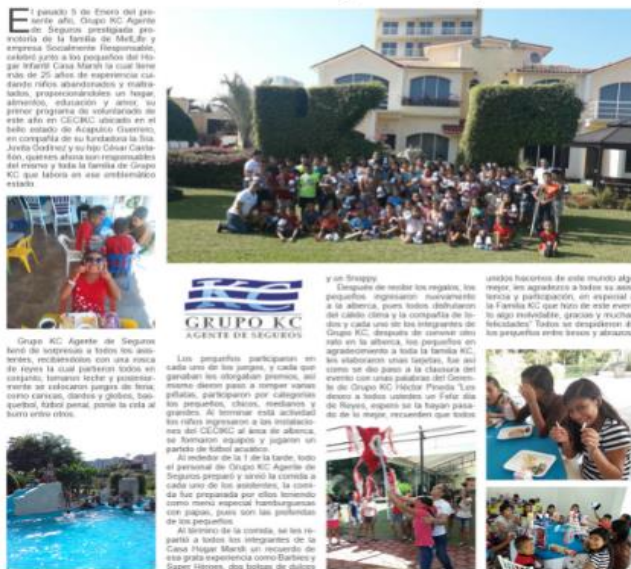 El pasado 5 de Enero del pre-
sente año, Grupo KC Agente
de Seguros prestigiada pro-
motoría de la familia de MetLife y
empresa Socialmente Responsable,
celebró junto a los pequeños del Ho-
gar Infantil Casa Marsh la cual tiene
más de 25 años de experiencia cui-
dando niños abandonados y maltra-
tados, proporcionándoles un hogar,
alimentos, educación y amor, su
primer programa de voluntariado de
este año en CECIKC ubicado en el
bello estado de Acapulco Guerrero,
en compañía de su fundadora la Sra.
Jovita Godínez y su hijo César Casta-
ñón, quienes ahora son responsables
del mismo y toda la familia de Grupo
KC que labora en ese emblemático
estado.
Grupo KC Agente de Seguros
llenó de sorpresas a todos los asis-
tentes, recibiéndolos con una rosca
de reyes la cual partieron todos en
conjunto, tomaron leche y posterior-
mente se colocaron juegos de feria,
como canicas, dardos y globos, bas-
quetbol, fútbol penal, ponle la cola al
burro entre otros.
KC
GRUPO KC
AGENTE DE SEGUROS
Los pequeños participaron en
cada uno de los juegos, y cada que
ganaban les otorgaban premios, así
mismo dieron paso a romper varias
piñatas, participaron por categorías
los pequeños, chicos, medianos y
grandes. Al terminar está actividad
los niños ingresaron a las instalacio-
nes del CECIKC al área de alberca,
se formaron equipos y jugaron un
partido de fútbol acuático.
Al rededor de la 1 de la tarde, todo
el personal de Grupo KC Agente de
Seguros preparó y sirvió la comida a
cada uno de los asistentes, la comi-
da fue preparada por ellos teniendo
como menú especial hamburguesas
con papas, pues son las preferidas
de los pequeños.
Al término de la comida, se les re-
partió a todos los integrantes de la
Casa Hogar Marsh un recuerdo de
esa grata experiencia como Barbies y
Super Héroes, dos bolsas de dulces
y un Snoppy.
Después de recibir los regalos, los
pequeños ingresaron nuevamente
a la alberca, pues todos disfrutaron
del cálido clima y la compañía de to-
dos y cada uno de los integrantes de
Grupo KC, después de convivir otro
rato en la alberca, los pequeños en
agradecimiento a toda la familia KC,
les elaboraron unas tarjetas, fue así
como se dio paso a la clausura del
evento con unas palabras del Geren-
te de Grupo KC Héctor Pineda "Les
deseo a todos ustedes un Feliz día
de Reyes, espero se la hayan pasa-
do de lo mejor, recuerden que todos
unidos hacemos de este mundo algo
mejor, les agradezco a todos su asis-
tencia y participación, en especial a
la Familia KC que hizo de este even-
to algo inolvidable, gracias y muchas
felicidades" Todos se despidieron de
los pequeños entre besos y abrazos.